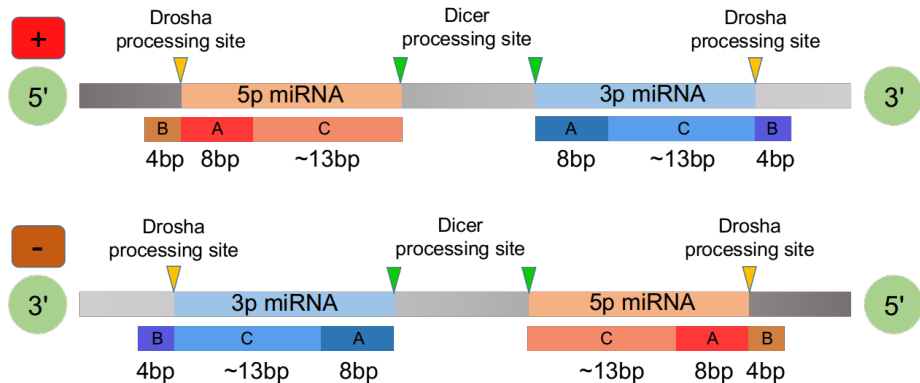 Drosha
processing site
Dicer
processing site
Drosha
processing site
+
5'
5p miRNA
3p miRNA
3'
B A C A C B
4bp 8bp ~13bp 8bp ~13bp 4bp
Drosha
processing site
Dicer
processing site
Drosha
processing site
-
3'
3p miRNA
5p miRNA
5'
B C A C A B
4bp ~13bp 8bp ~13bp 8bp 4bp